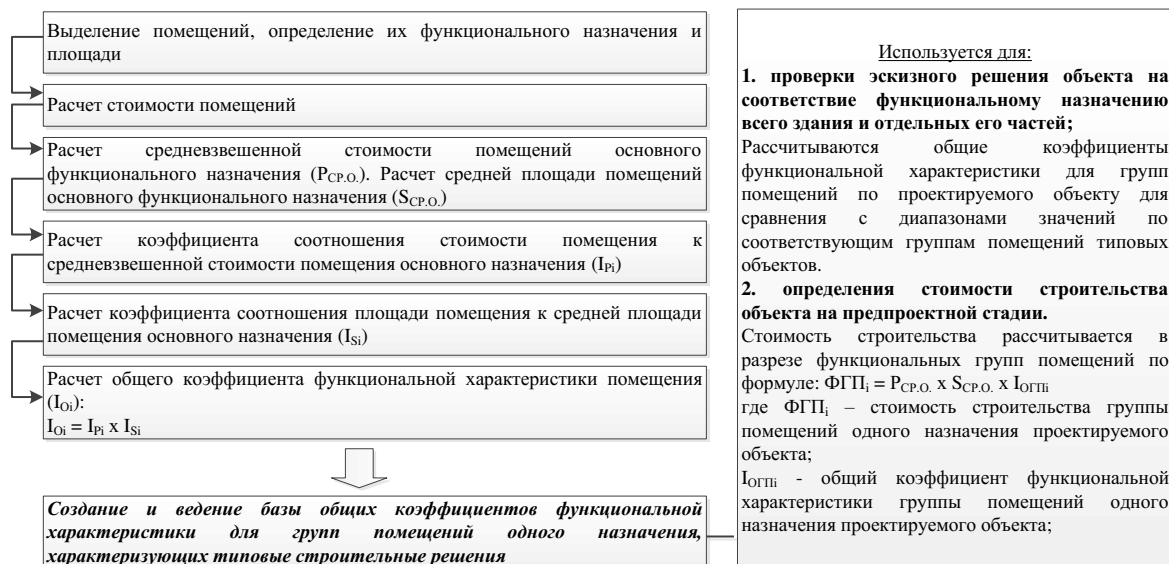 Выделение помещений, определение их функционального назначения и
площади
Расчет стоимости помещений
Расчет средневзвешенной стоимости помещений основного
функционального назначения (PСР.О.). Расчет средней площади помещений
основного функционального назначения (SСР.О.)
Расчет коэффициента соотношения стоимости помещения к
средневзвешенной стоимости помещения основного назначения (IPi)
Расчет коэффициента соотношения площади помещения к средней площади
помещения основного назначения (ISi)
Расчет общего коэффициента функциональной характеристики помещения
(IOi):
IOi = IPi x ISi
Создание и ведение базы общих коэффициентов функциональной
характеристики для групп помещений одного назначения,
характеризующих типовые строительные решения
Используется для:
1. проверки эскизного решения объекта на
соответствие функциональному назначению
всего здания и отдельных его частей;
Рассчитываются общие коэффициенты
функциональной характеристики для групп
помещений по проектируемого объекту для
сравнения с диапазонами значений по
соответствующим группам помещений типовых
объектов.
2. определения стоимости строительства
объекта на предпроектной стадии.
Стоимость строительства рассчитывается в
разрезе функциональных групп помещений по
формуле: ФГПi = PСР.О. x SСР.О. x IОГПi
где ФГПi – стоимость строительства группы
помещений одного назначения проектируемого
объекта;
IОГПi - общий коэффициент функциональной
характеристики группы помещений одного
назначения проектируемого объекта;